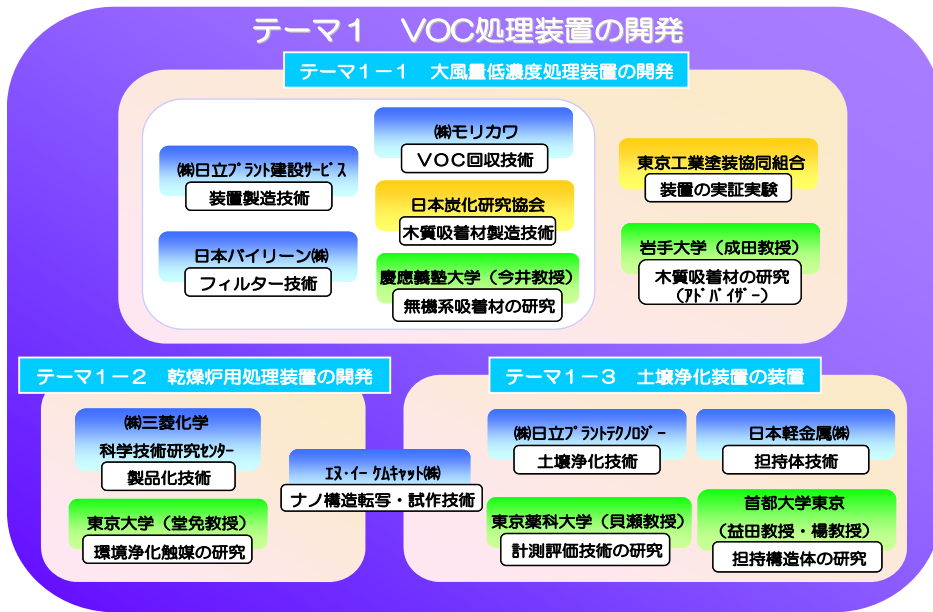 テーマ1　VOC処理装置の開発
テーマ1－1　大風量低濃度処理装置の開発
㈱モリカワ
VOC回収技術
㈱日立ﾌﾟﾗﾝﾄ建設ｻｰﾋﾞｽ
装置製造技術
日本炭化研究協会
木質吸着材製造技術
日本バイリーン㈱
フィルター技術
慶應義塾大学（今井教授）
無機系吸着材の研究
東京工業塗装協同組合
装置の実証実験
岩手大学（成田教授）
木質吸着材の研究
(ｱﾄﾞﾊﾞｲｻﾞｰ)
テーマ1－2　乾燥炉用処理装置の開発
㈱三菱化学
科学技術研究ｾﾝﾀｰ
製品化技術
東京大学（堂免教授）
環境浄化触媒の研究
ｴﾇ･ｲｰ ｹﾑｷｬｯﾄ㈱
ナノ構造転写・試作技術
テーマ1－3　土壌浄化装置の装置
㈱日立ﾌﾟﾗﾝﾄﾃｸﾉﾛｼﾞｰ
土壌浄化技術
日本軽金属㈱
担持体技術
東京薬科大学（貝瀬教授）
計測評価技術の研究
首都大学東京
（益田教授・楊教授）
担持構造体の研究